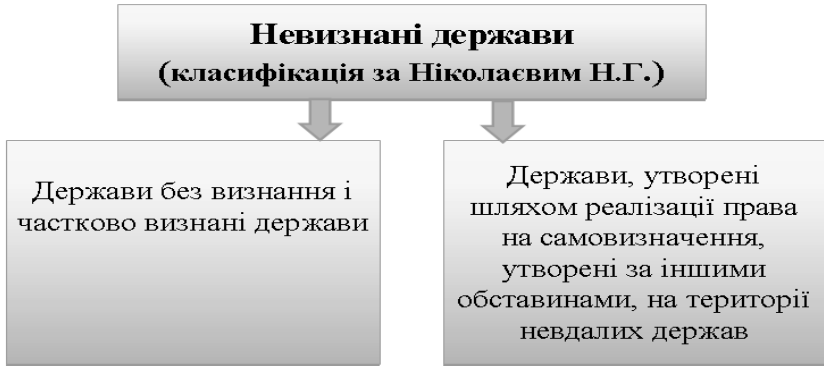 Невизнані держави
(класифікація за Ніколаєвим Н.Г.)
Держави без визнання і
частково визнані держави
Держави, утворені
шляхом реалізації права
на самовизначення,
утворені за іншими
обставинами, на території
невдалих держав